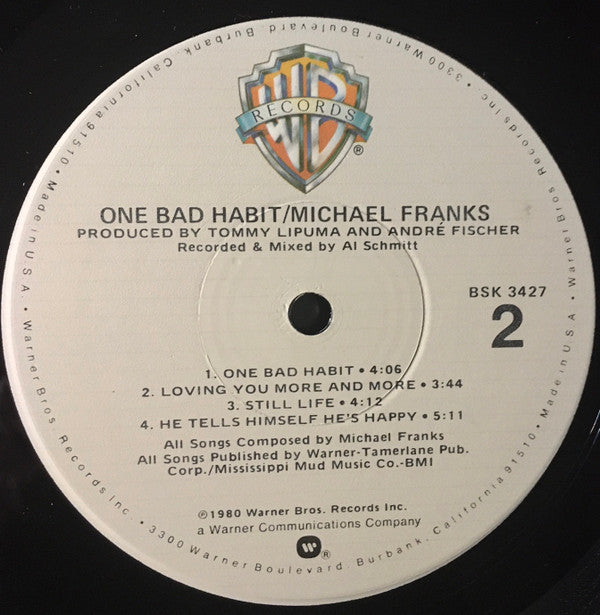 WB
RECORDS
®
ONE BAD HABIT/MICHAEL FRANKS
PRODUCED BY TOMMY LIPUMA AND ANDRÉ FISCHER
Recorded & Mixed by Al Schmitt
BSK 3427
2
1. ONE BAD HABIT • 4:06
2. LOVING YOU MORE AND MORE • 3:44
3. STILL LIFE • 4:12
4. HE TELLS HIMSELF HE'S HAPPY • 5:11
All Songs Composed by Michael Franks
All Songs Published by Warner-Tamerlane Pub.
Corp./Mississippi Mud Music Co.-BMI
℗1980 Warner Bros. Records Inc.
a Warner Communications Company
®
Warner Bros. Records Inc. • 3300 Warner Boulevard, Burbank, California 91510 • Made in U.S.A. •
Warner Bros. Records Inc. • 3300 Warner Boulevard, Burbank, California 91510 • Made in U.S.A. •